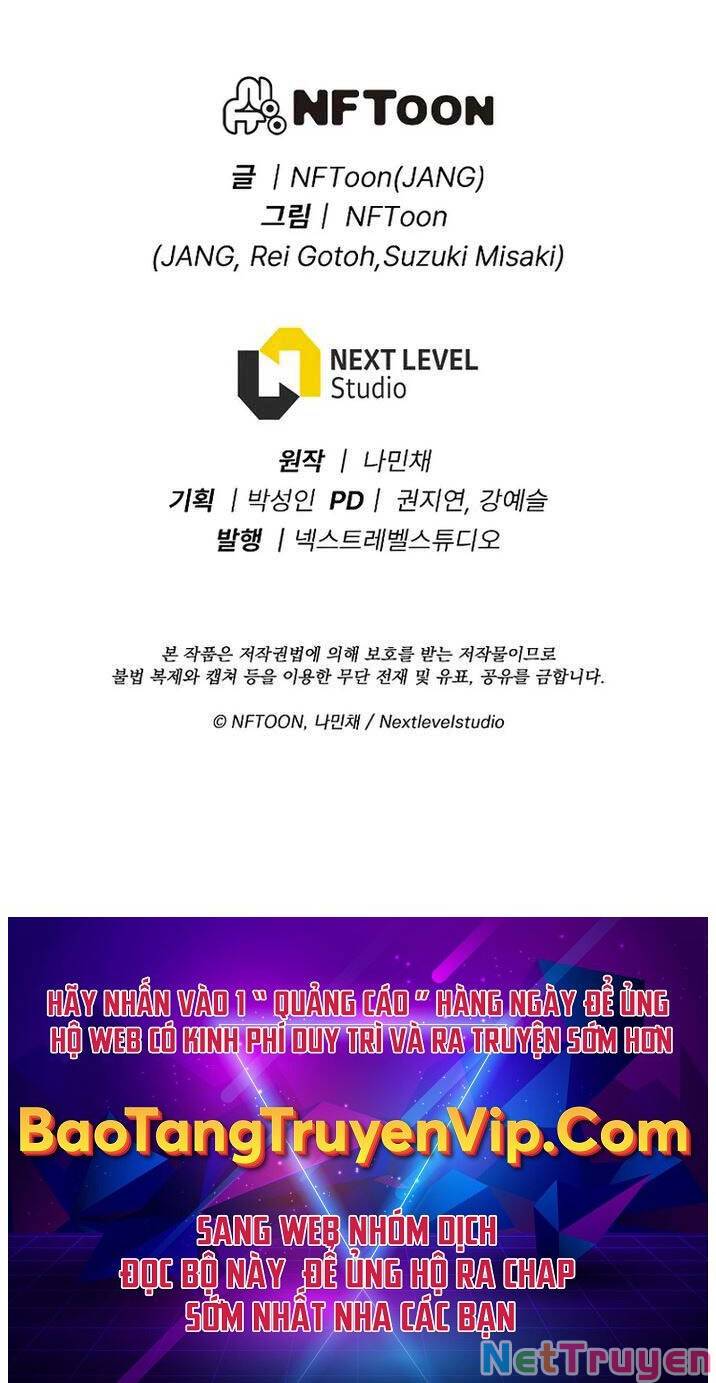 NFTOON
글 | NFToon(JANG)
그림 | NFToon
(JANG, Rei Gotoh,Suzuki Misaki)
NEXT LEVEL
Studio
원작 | 나민채
기획 | 박성인 PD | 권지연, 강예슬
발행 | 넥스트레벨스튜디오
본 작품은 저작권법에 의해 보호를 받는 저작물이므로
불법 복제와 캡쳐 등을 이용한 무단 전재 및 유포, 공유를 금합니다.
© NFTOON, 나민채 / Nextlevelstudio
HÃY NHẤN VÀO 1 “ QUẢNG CÁO ” HÀNG NGÀY ĐỂ ỦNG
HỘ WEB CÓ KINH PHÍ DUY TRÌ VÀ RA TRUYỆN SỚM HƠN
BaoTangTruyenVip.Com
SANG WEB NHÓM DỊCH
ĐỌC BỘ NÀY ĐỂ ỦNG HỘ RA CHAP
SỚM NHẤT NHA CÁC BẠN
NetTruyen